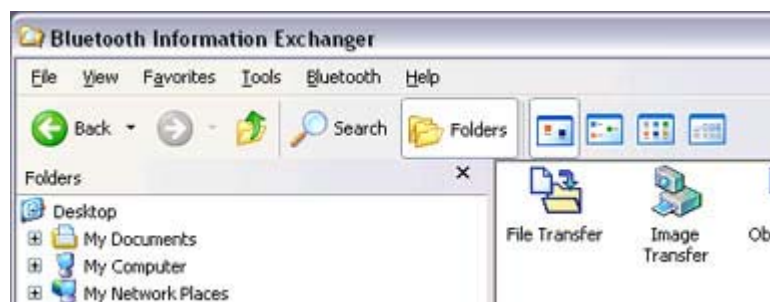 Bluetooth Information Exchanger
File View Favorites Tools Bluetooth Help
Back Search Folders
Folders x
Desktop
My Documents
My Computer
My Network Places
File Transfer
Image
Transfer
Ob